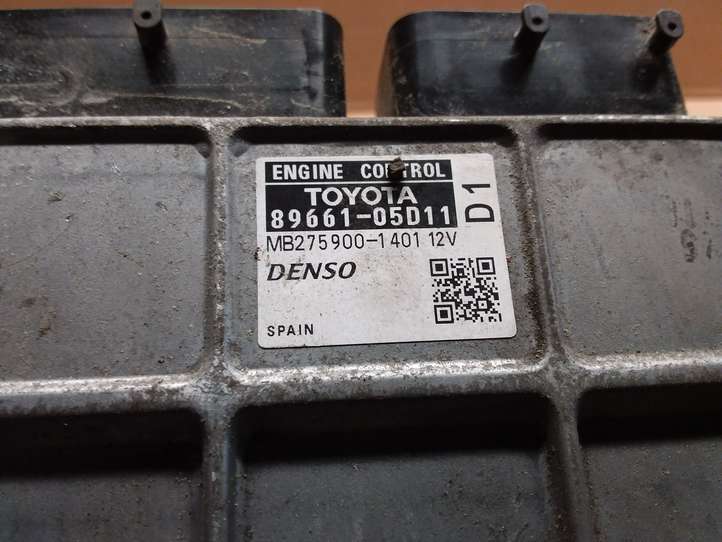 ENGINE CONTROL
TOYOTA
89661-05D11
D1
MB275900-1401 12V
DENSO
SPAIN